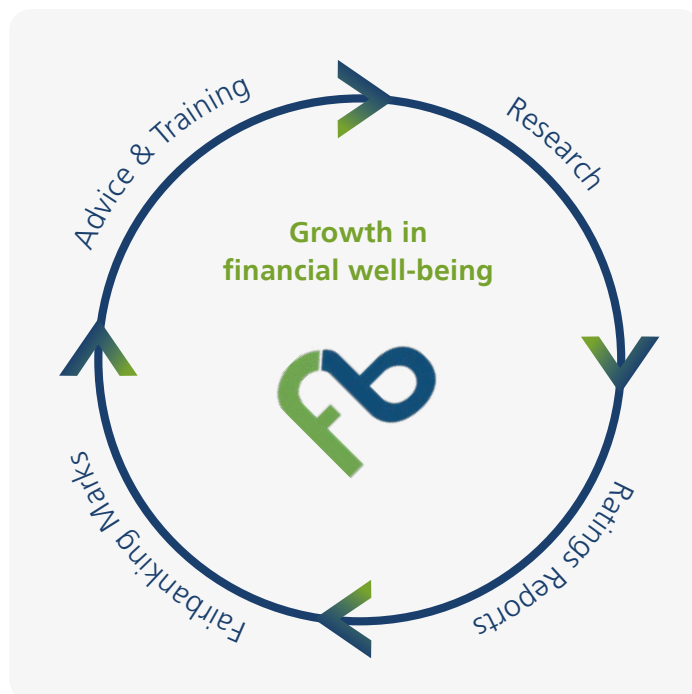 Advice & Training
Research
Growth in
financial well-being
Fairbanking Marks
Ratings Reports